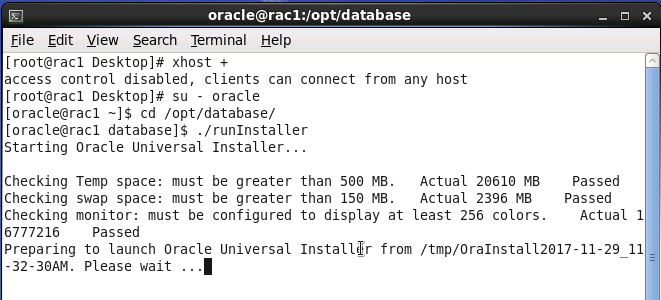 oracle@rac1:/opt/database
File Edit View Search Terminal Help
[root@rac1 Desktop]# xhost +
access control disabled, clients can connect from any host
[root@rac1 Desktop]# su - oracle
[oracle@rac1 ~]$ cd /opt/database/
[oracle@rac1 database]$ ./runInstaller
Starting Oracle Universal Installer...
Checking Temp space: must be greater than 500 MB.   Actual 20610 MB    Passed
Checking swap space: must be greater than 150 MB.   Actual 2396 MB    Passed
Checking monitor: must be configured to display at least 256 colors.    Actual 1
6777216    Passed
Preparing to launch Oracle Universal Installer from /tmp/OraInstall2017-11-29_11
-32-30AM. Please wait ...